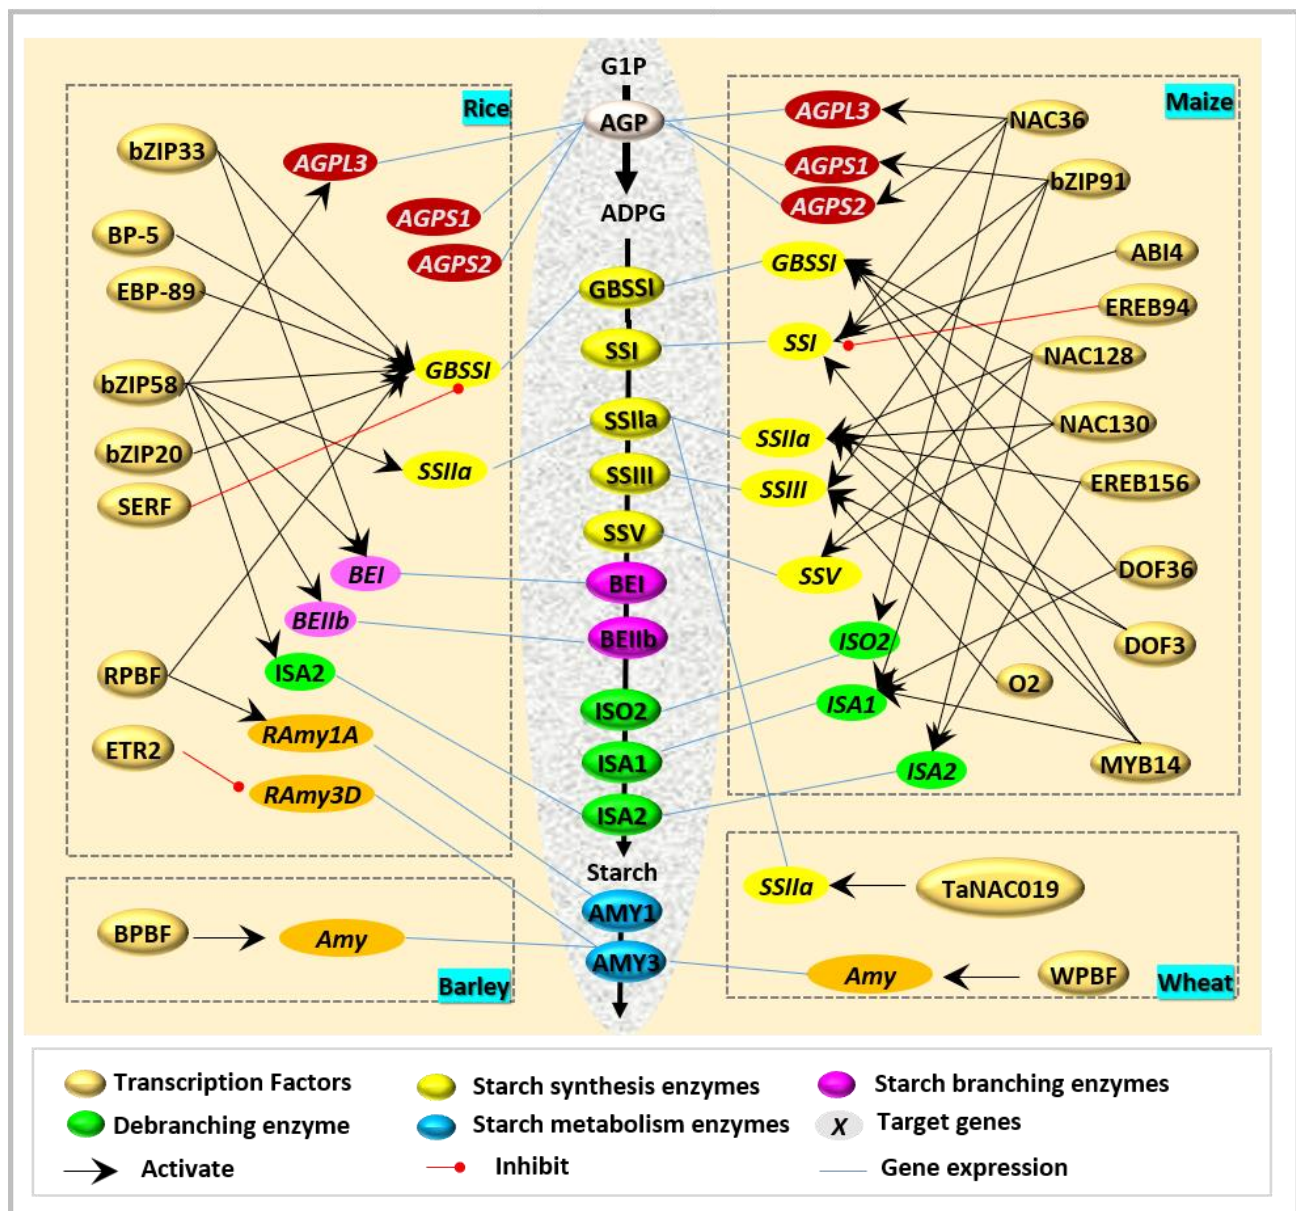 Rice
bZIP33
AGPL3
BP-5
AGPS1
AGPS2
EBP-89
GBSSI
bZIP58
bZIP20
SSIIa
SERF
BEI
BEIIb
RPBF
ISA2
RAmy1A
ETR2
RAmy3D
BPBF
Amy
Barley
G1P
AGP
ADPG
GBSSI
SSI
SSIIa
SSIII
SSV
BEI
BEIIb
ISO2
ISA1
ISA2
Starch
AMY1
AMY3
Maize
AGPL3
NAC36
AGPS1
bZIP91
AGPS2
ABI4
GBSSI
EREB94
SSI
NAC128
NAC130
SSIIa
EREB156
SSIII
DOF36
SSV
ISO2
DOF3
O2
ISA1
MYB14
ISA2
SSIIa
TaNAC019
Amy
WPBF
Wheat
Transcription Factors
Starch synthesis enzymes
Starch branching enzymes
Debranching enzyme
Starch metabolism enzymes
X
Target genes
Activate
Inhibit
Gene expression